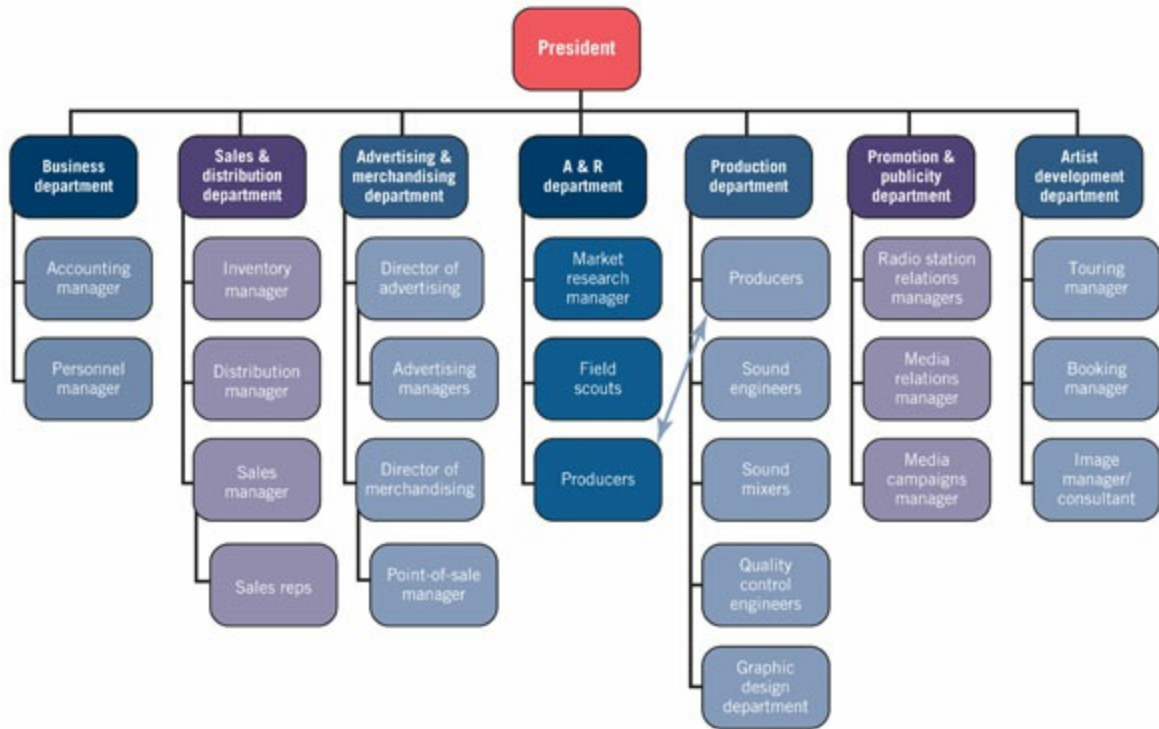 President
Business
department
Sales &
distribution
department
Advertising &
merchandising
department
A & R
department
Production
department
Promotion &
publicity
department
Artist
development
department
Accounting
manager
Personnel
manager
Inventory
manager
Distribution
manager
Sales
manager
Sales reps
Director of
advertising
Advertising
managers
Director of
merchandising
Point-of-sale
manager
Market
research
manager
Field
scouts
Producers
Producers
Sound
engineers
Sound
mixers
Quality
control
engineers
Graphic
design
department
Radio station
relations
managers
Media
relations
manager
Media
campaigns
manager
Touring
manager
Booking
manager
Image
manager/
consultant